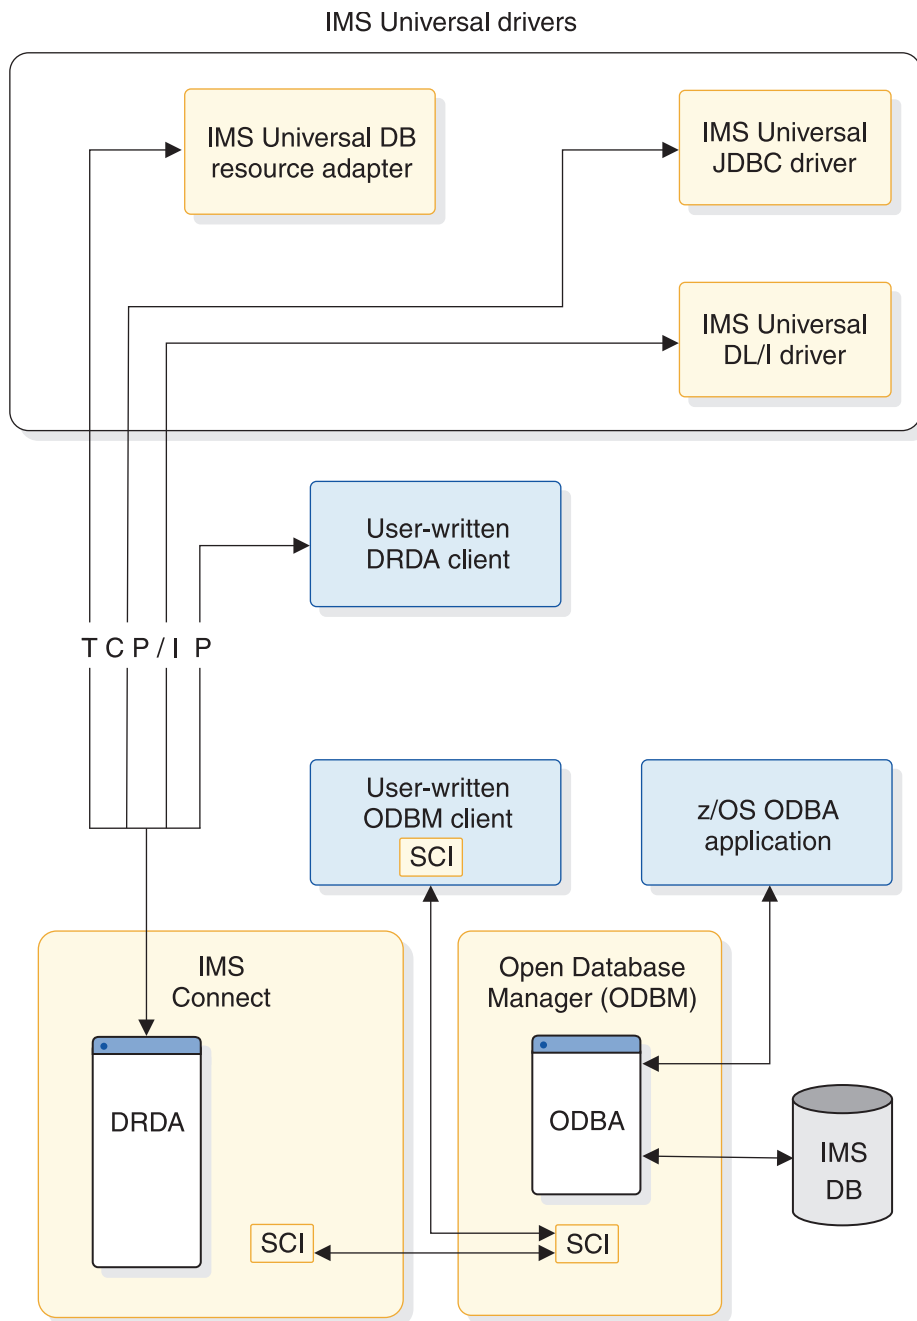 IMS Universal drivers
IMS Universal DB
resource adapter
IMS Universal
JDBC driver
IMS Universal
DL/I driver
User-written
DRDA client
TCP/IP
User-written
ODBM client
SCI
z/OS ODBA
application
IMS
Connect
DRDA
SCI
Open Database
Manager (ODBM)
ODBA
SCI
IMS
DB